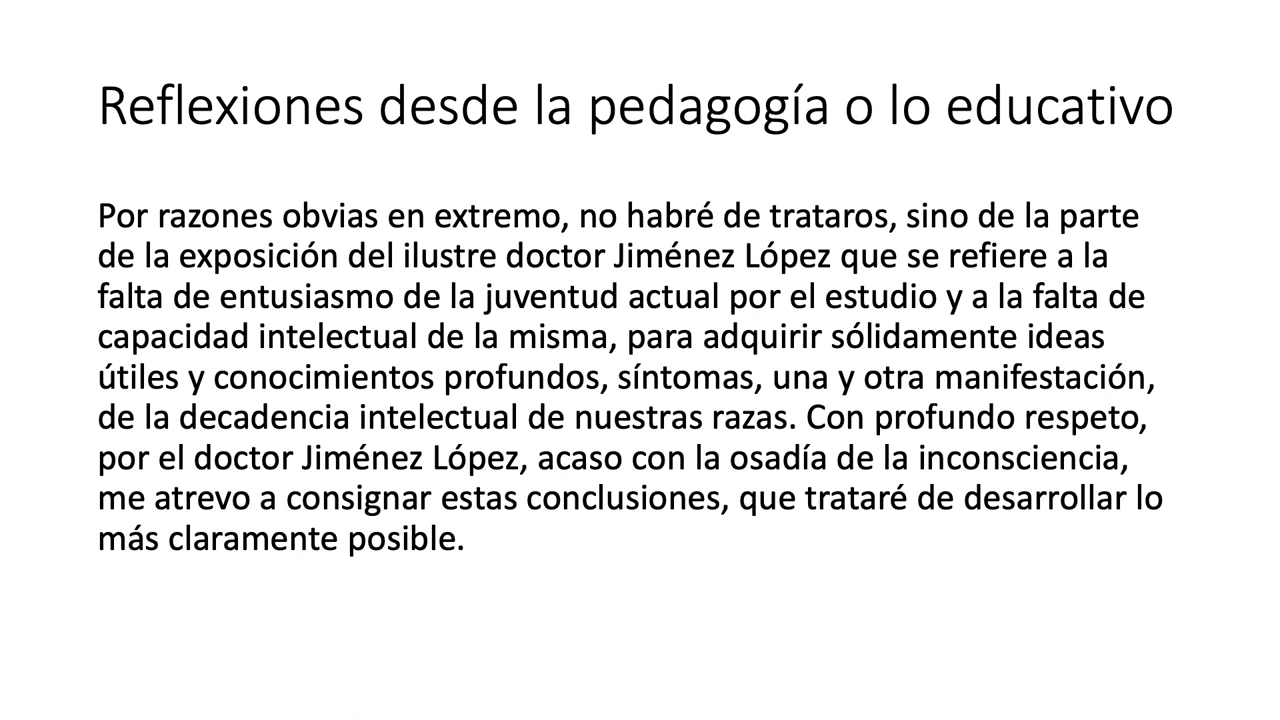 Reflexiones desde la pedagogía o lo educativo
Por razones obvias en extremo, no habré de trataros, sino de la parte
de la exposición del ilustre doctor Jiménez López que se refiere a la
falta de entusiasmo de la juventud actual por el estudio y a la falta de
capacidad intelectual de la misma, para adquirir sólidamente ideas
útiles y conocimientos profundos, síntomas, una y otra manifestación,
de la decadencia intelectual de nuestras razas. Con profundo respeto,
por el doctor Jiménez López, acaso con la osadía de la inconsciencia,
me atrevo a consignar estas conclusiones, que trataré de desarrollar lo
más claramente posible.